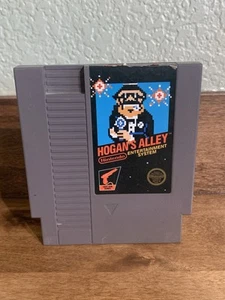 HOGAN'S ALLEY
Nintendo
ENTERTAINMENT
SYSTEM